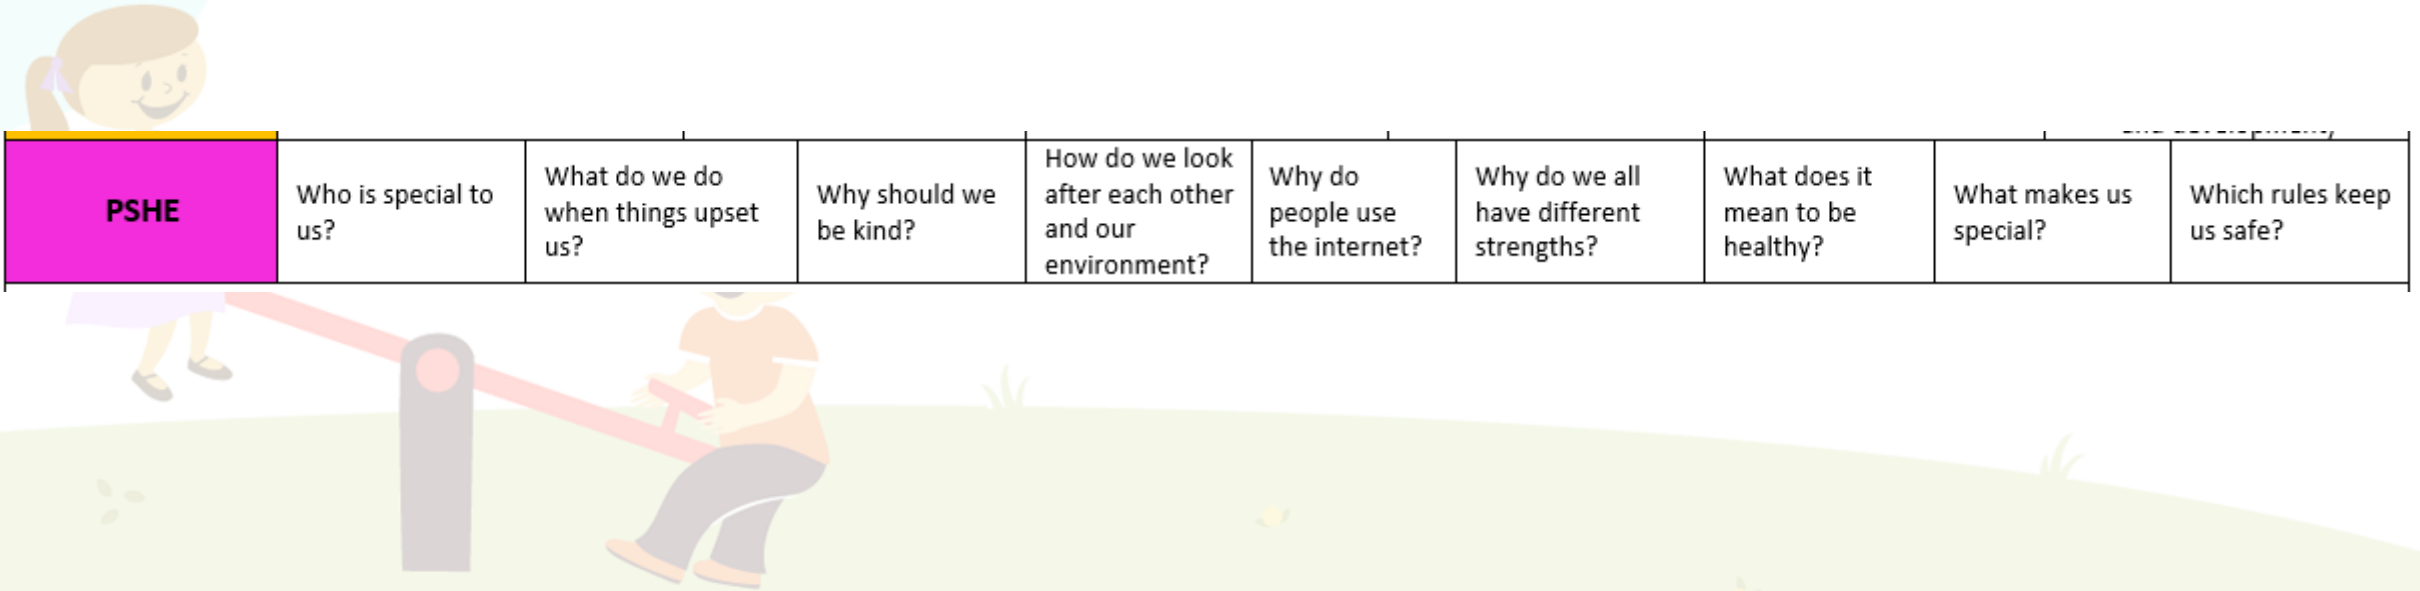 PSHE
Who is special to
us?
What do we do
when things upset
us?
Why should we
be kind?
How do we look
after each other
and our
environment?
Why do
people use
the internet?
Why do we all
have different
strengths?
What does it
mean to be
healthy?
What makes us
special?
Which rules keep
us safe?